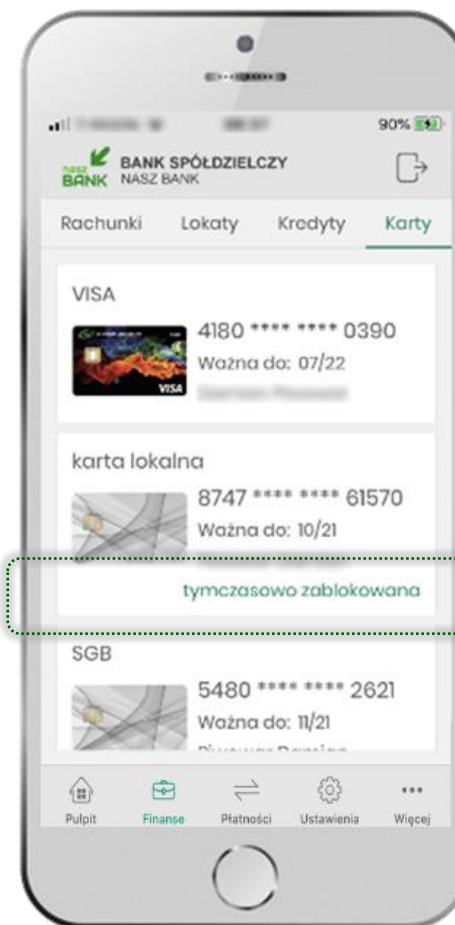 90%
nasz BANK
BANK SPÓŁDZIELCZY
NASZ BANK
Rachunki Lokaty Kredyty Karty
VISA
4180 **** **** 0390
Ważna do: 07/22
VISA
karta lokalna
8747 **** **** 61570
Ważna do: 10/21
tymczasowo zablokowana
SGB
5480 **** **** 2621
Ważna do: 11/21
Pulpit Finanse Płatności Ustawienia Więcej